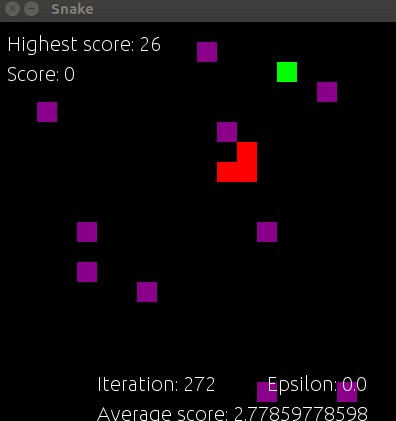 Snake
Highest score: 26
Score: 0
Iteration: 272 Epsilon: 0.0
Average score: 2.77859778598